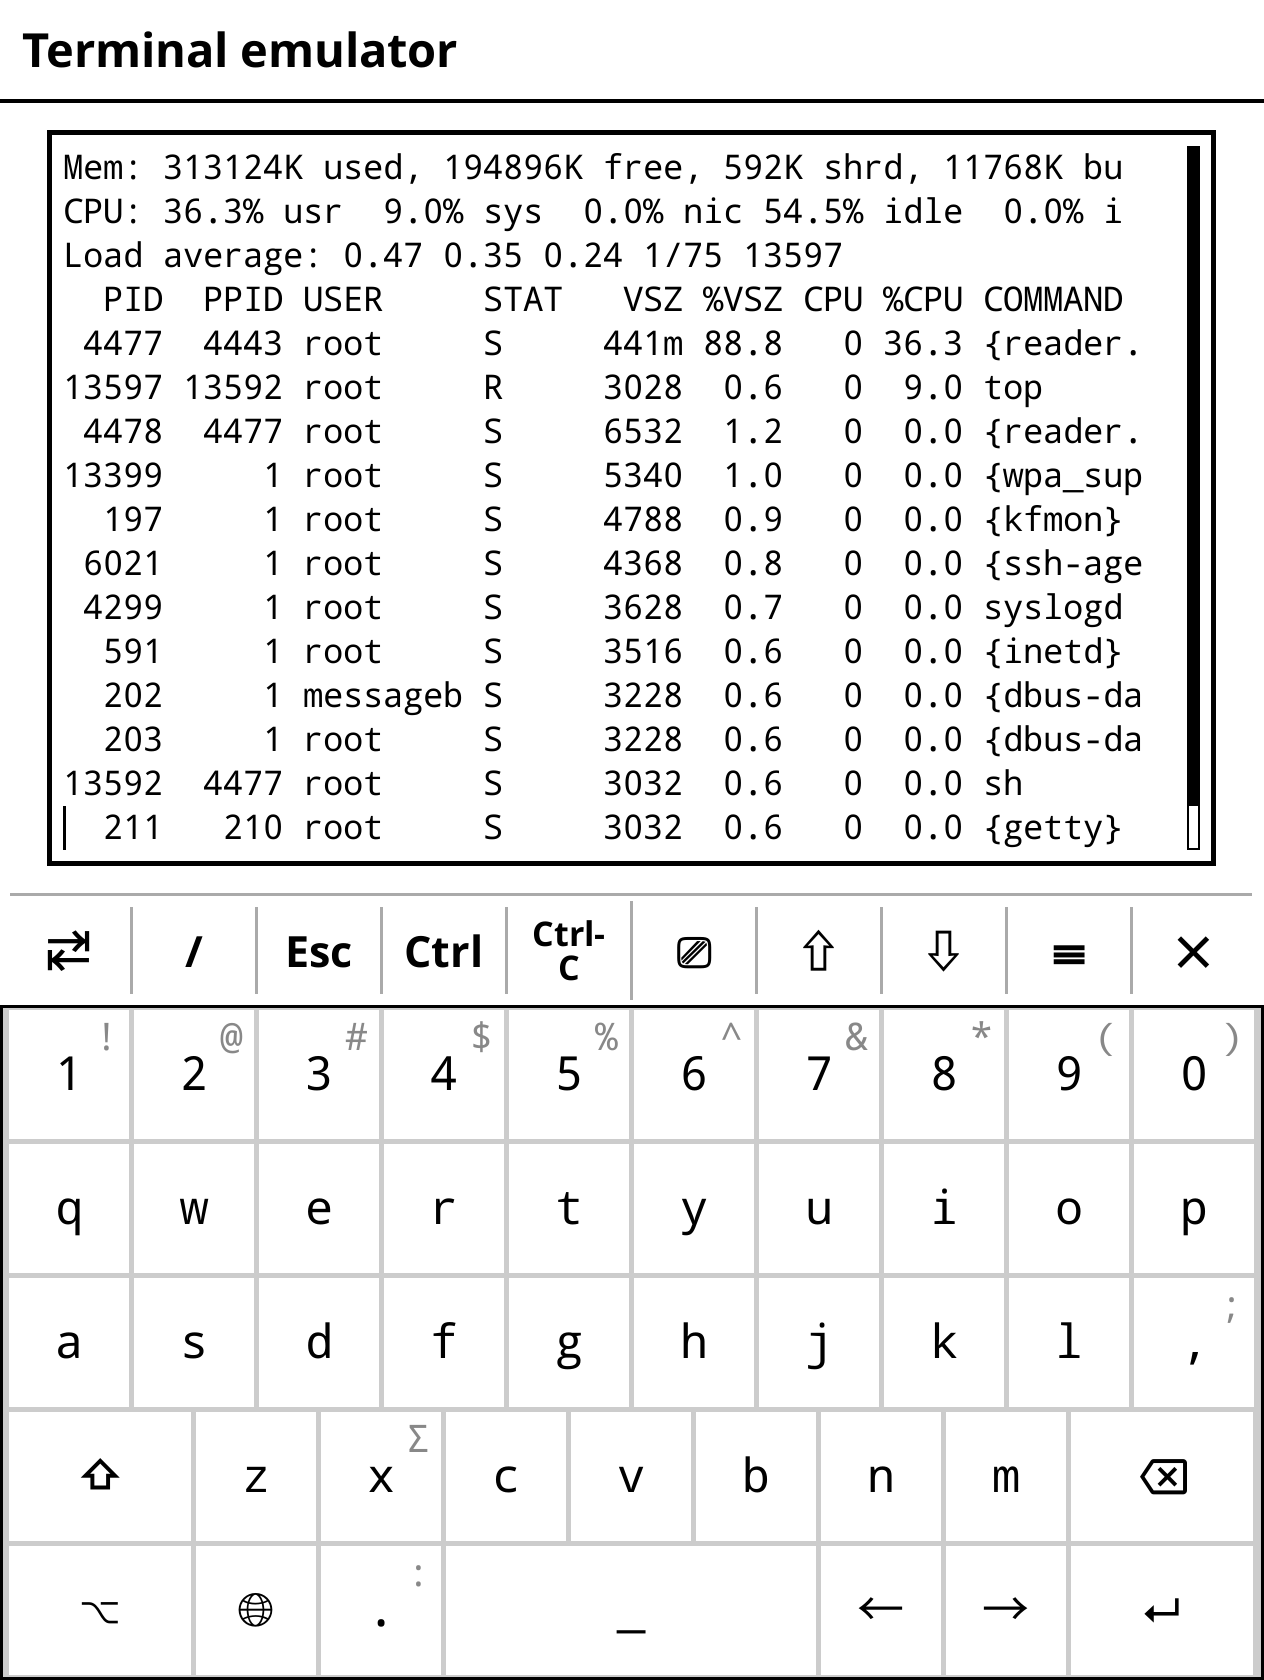 Terminal emulator
Mem: 313124K used, 194896K free, 592K shrd, 11768K bu
CPU: 36.3% usr  9.0% sys  0.0% nic 54.5% idle  0.0% i
Load average: 0.47 0.35 0.24 1/75 13597
  PID  PPID USER     STAT   VSZ %VSZ CPU %CPU COMMAND
 4477  4443 root     S     441m 88.8   0 36.3 {reader.
13597 13592 root     R     3028  0.6   0  9.0 top
 4478  4477 root     S     6532  1.2   0  0.0 {reader.
13399     1 root     S     5340  1.0   0  0.0 {wpa_sup
  197     1 root     S     4788  0.9   0  0.0 {kfmon}
 6021     1 root     S     4368  0.8   0  0.0 {ssh-age
 4299     1 root     S     3628  0.7   0  0.0 syslogd
  591     1 root     S     3516  0.6   0  0.0 {inetd}
  202     1 messageb S     3228  0.6   0  0.0 {dbus-da
  203     1 root     S     3228  0.6   0  0.0 {dbus-da
13592  4477 root     S     3032  0.6   0  0.0 sh
  211   210 root     S     3032  0.6   0  0.0 {getty}
/ Esc Ctrl Ctrl-C
! @ # $ % ^ & * ( )
1 2 3 4 5 6 7 8 9 0
q w e r t y u i o p
;
a s d f g h j k l ,
Σ
z x c v b n m
:
. _ ← →